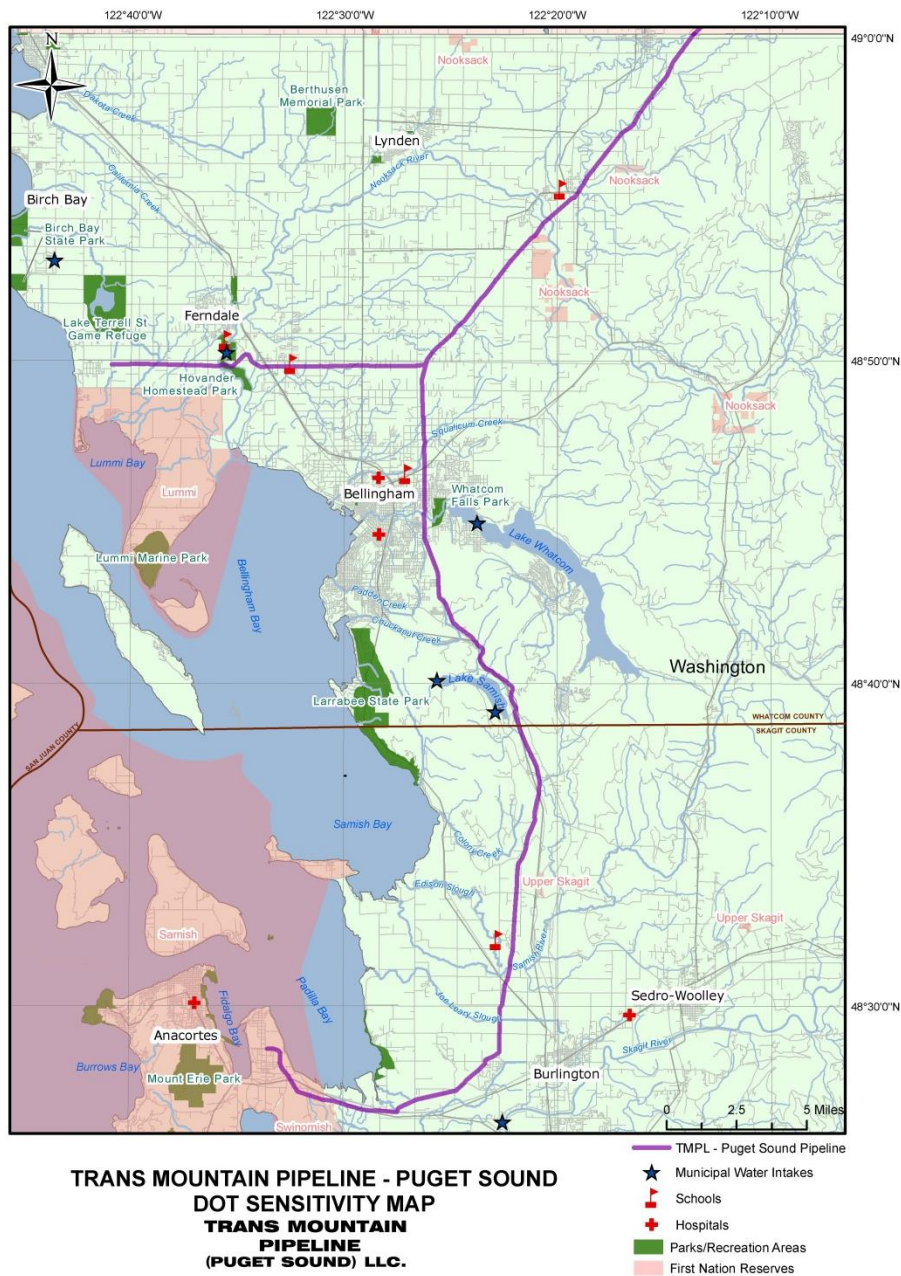 122°40'0"W
122°30'0"W
122°20'0"W
122°10'0"W
N
49°0'0"N
Nooksack
Dakota Creek
Berthusen
Memorial Park
Lynden
California Creek
Nooksack River
Nooksack
Birch Bay
Birch Bay
State Park
Nooksack
Lake Terrell St
Game Refuge
Ferndale
48°50'0"N
Hovander
Homestead Park
Nooksack
Squalicum Creek
Lummi Bay
Lummi
Bellingham
Whatcom
Falls Park
Lake Whatcom
Lummi Marine Park
Bellingham Bay
Padden Creek
Chuckanut Creek
Washington
Lake Samish
48°40'0"N
Larrabee State Park
WHATCOM COUNTY
SKAGIT COUNTY
SAN JUAN COUNTY
Samish Bay
Colony Creek
Edison Slough
Upper Skagit
Upper Skagit
Samish
Samish River
Padilla Bay
Fidalgo Bay
Joe Leary Slough
Sedro-Woolley
48°30'0"N
Anacortes
Skagit River
Burrows Bay
Mount Erie Park
Burlington
0 2.5 5 Miles
Swinomish
TRANS MOUNTAIN PIPELINE - PUGET SOUND
DOT SENSITIVITY MAP
TRANS MOUNTAIN
PIPELINE
(PUGET SOUND) LLC.
TMPL - Puget Sound Pipeline
Municipal Water Intakes
Schools
Hospitals
Parks/Recreation Areas
First Nation Reserves